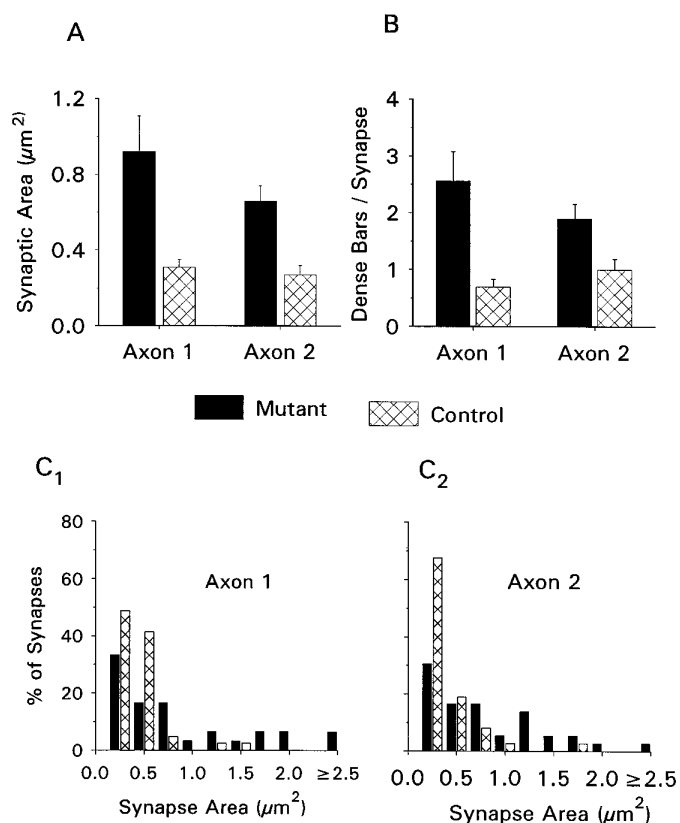 A
B
Synaptic Area (μm²)
1.2
0.8
0.4
0.0
Axon 1 Axon 2
Dense Bars / Synapse
4
3
2
1
0
Axon 1 Axon 2
Mutant Control
C₁
C₂
% of Synapses
80
60
40
20
0
Axon 1
Axon 2
0.0 0.5 1.0 1.5 2.0 ≥2.5
0.0 0.5 1.0 1.5 2.0 ≥2.5
Synapse Area (μm²)
Synapse Area (μm²)